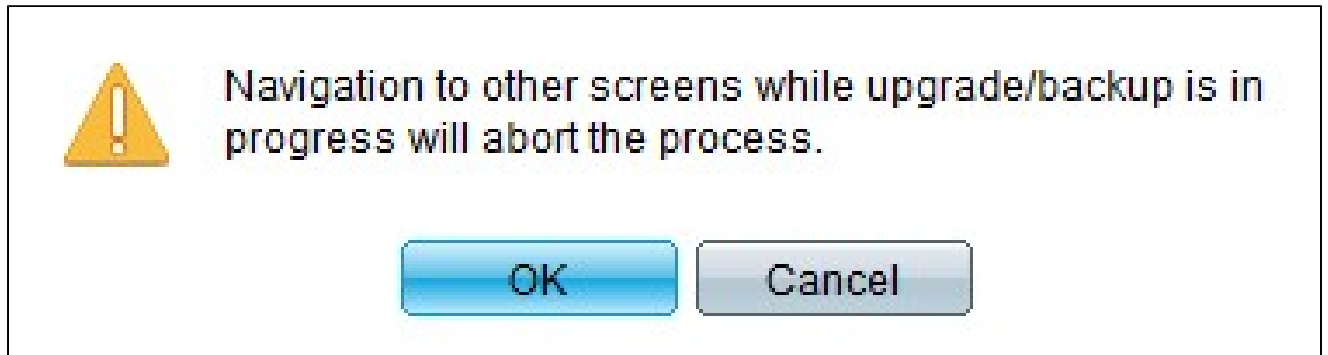 Navigation to other screens while upgrade/backup is in
progress will abort the process.
OK
Cancel